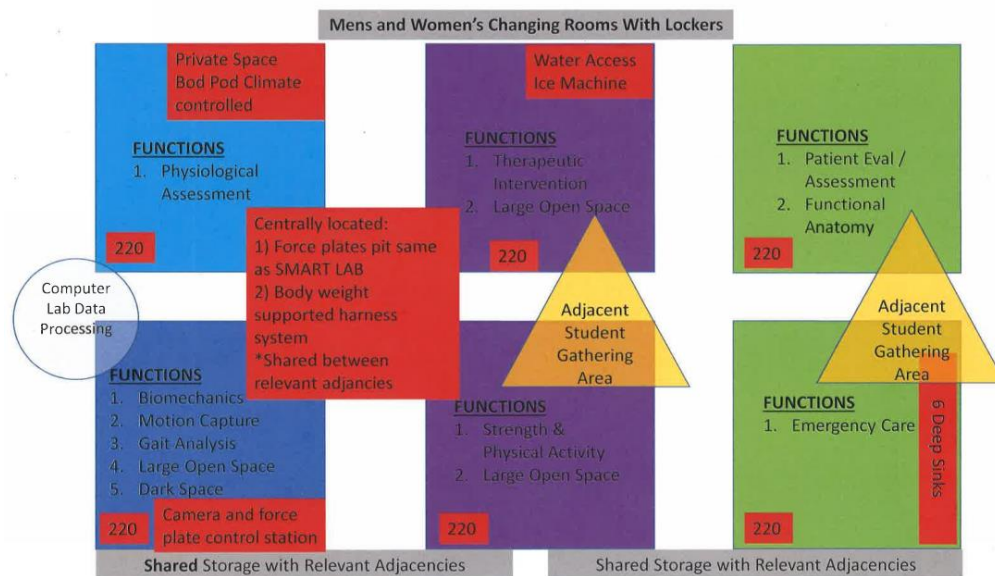 Mens and Women's Changing Rooms With Lockers
Private Space
Bod Pod Climate
controlled
FUNCTIONS
1. Physiological
Assessment
220
Water Access
Ice Machine
FUNCTIONS
1. Therapeutic
Intervention
2. Large Open Space
220
FUNCTIONS
1. Patient Eval /
Assessment
2. Functional
Anatomy
220
Centrally located:
1) Force plates pit same
as SMART LAB
2) Body weight
supported harness
system
*Shared between
relevant adjancies
Computer
Lab Data
Processing
Adjacent
Student
Gathering
Area
Adjacent
Student
Gathering
Area
FUNCTIONS
1. Biomechanics
2. Motion Capture
3. Gait Analysis
4. Large Open Space
5. Dark Space
220
Camera and force
plate control station
FUNCTIONS
1. Strength &
Physical Activity
2. Large Open Space
220
FUNCTIONS
1. Emergency Care
6 Deep Sinks
220
Shared Storage with Relevant Adjacencies
Shared Storage with Relevant Adjacencies